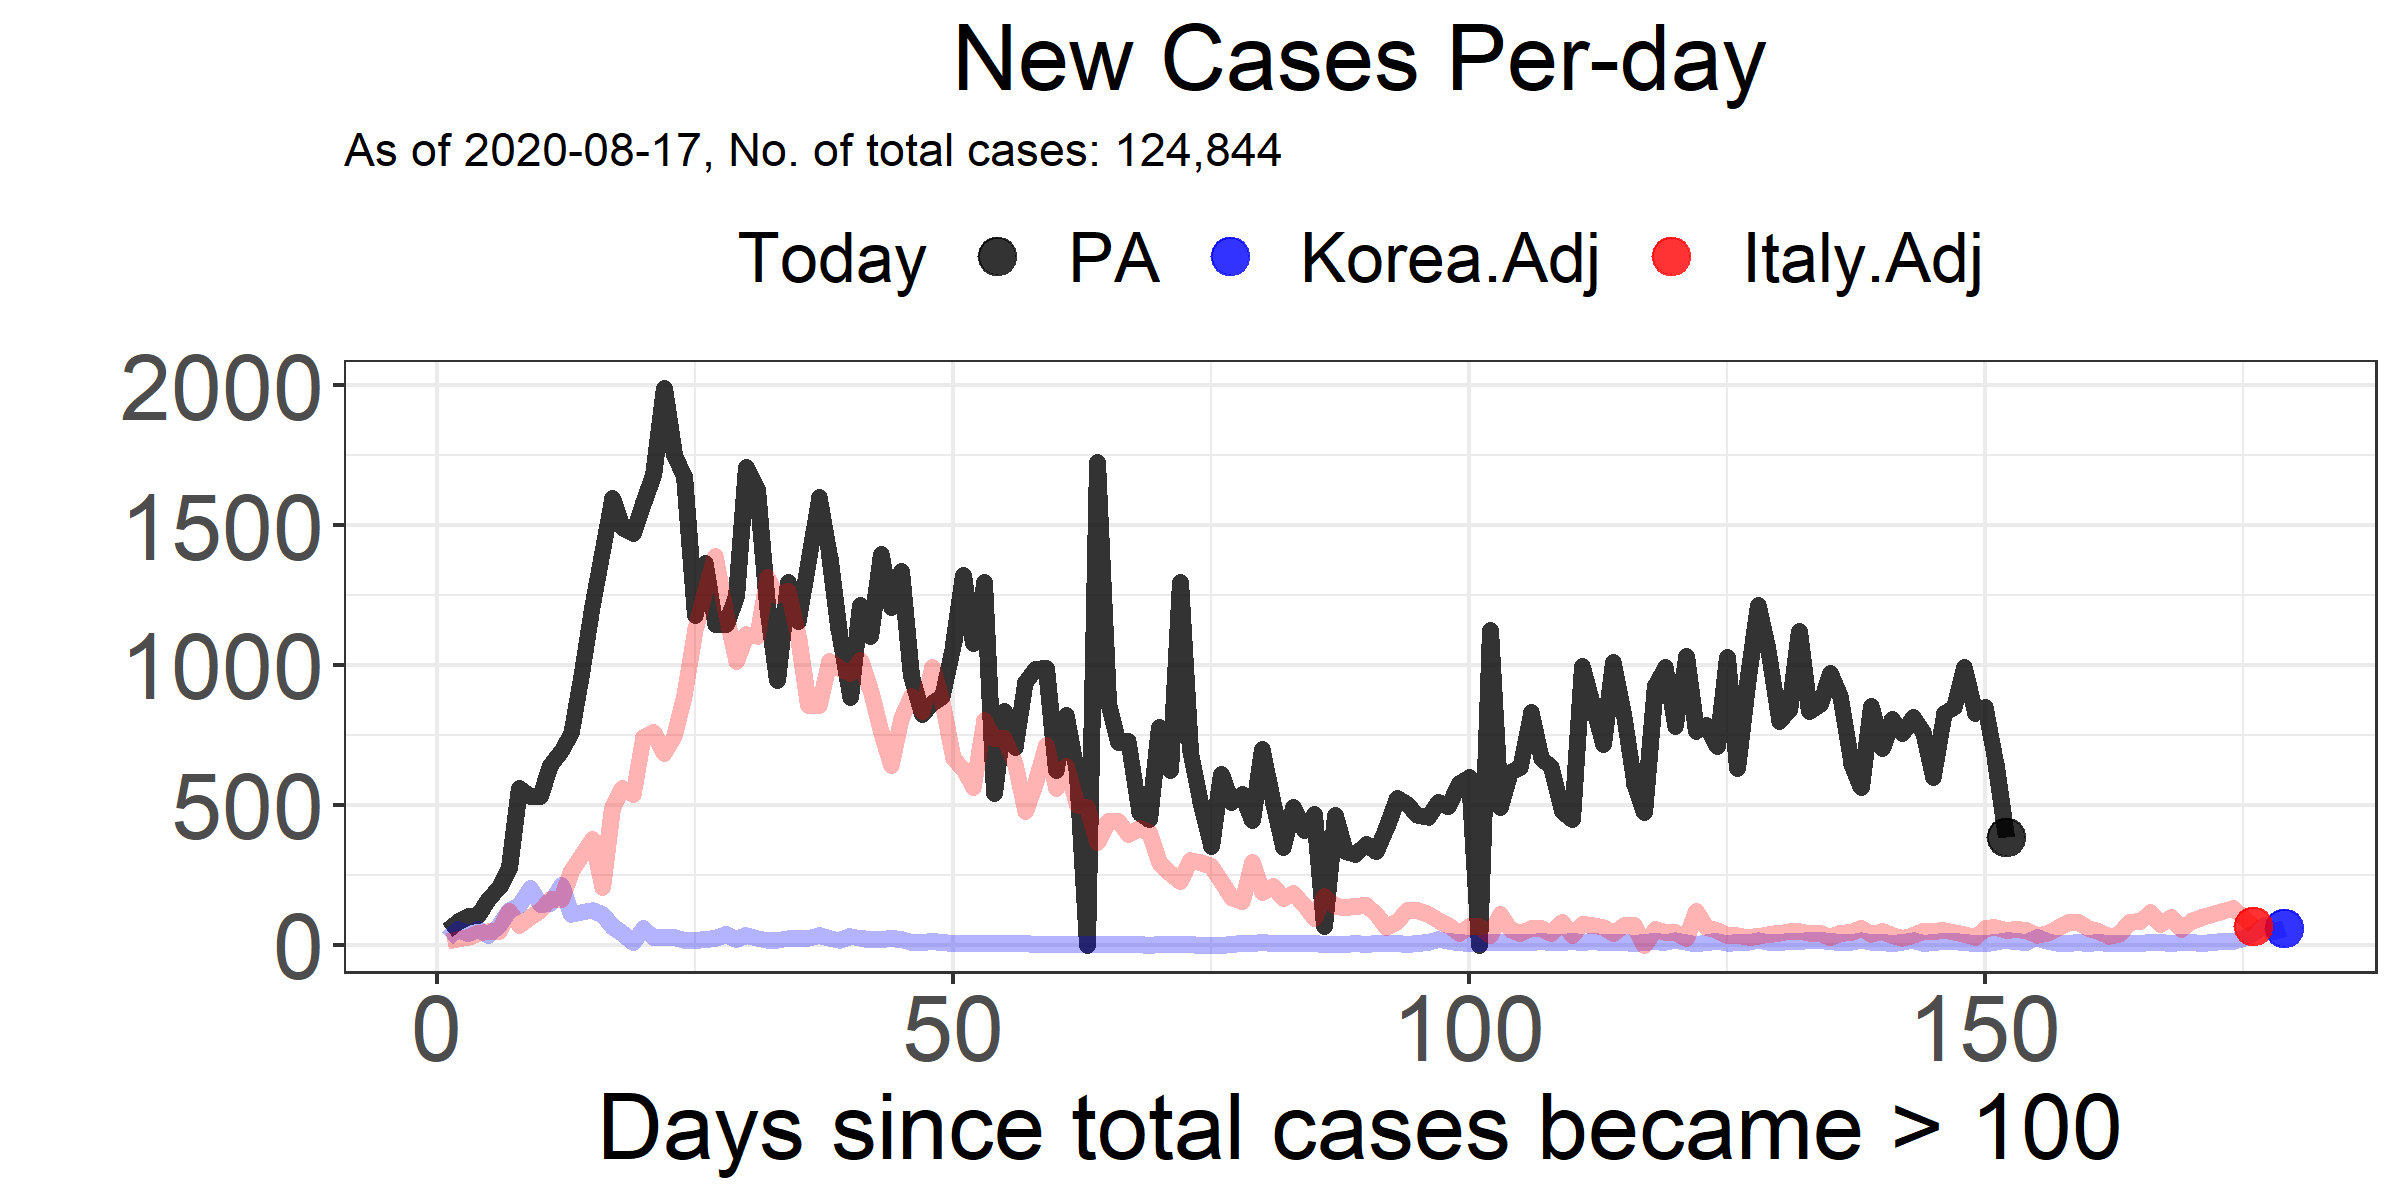 New Cases Per-day
As of 2020-08-17, No. of total cases: 124,844
Today PA Korea.Adj Italy.Adj
2000
1500
1000
500
0
0 50 100 150
Days since total cases became > 100